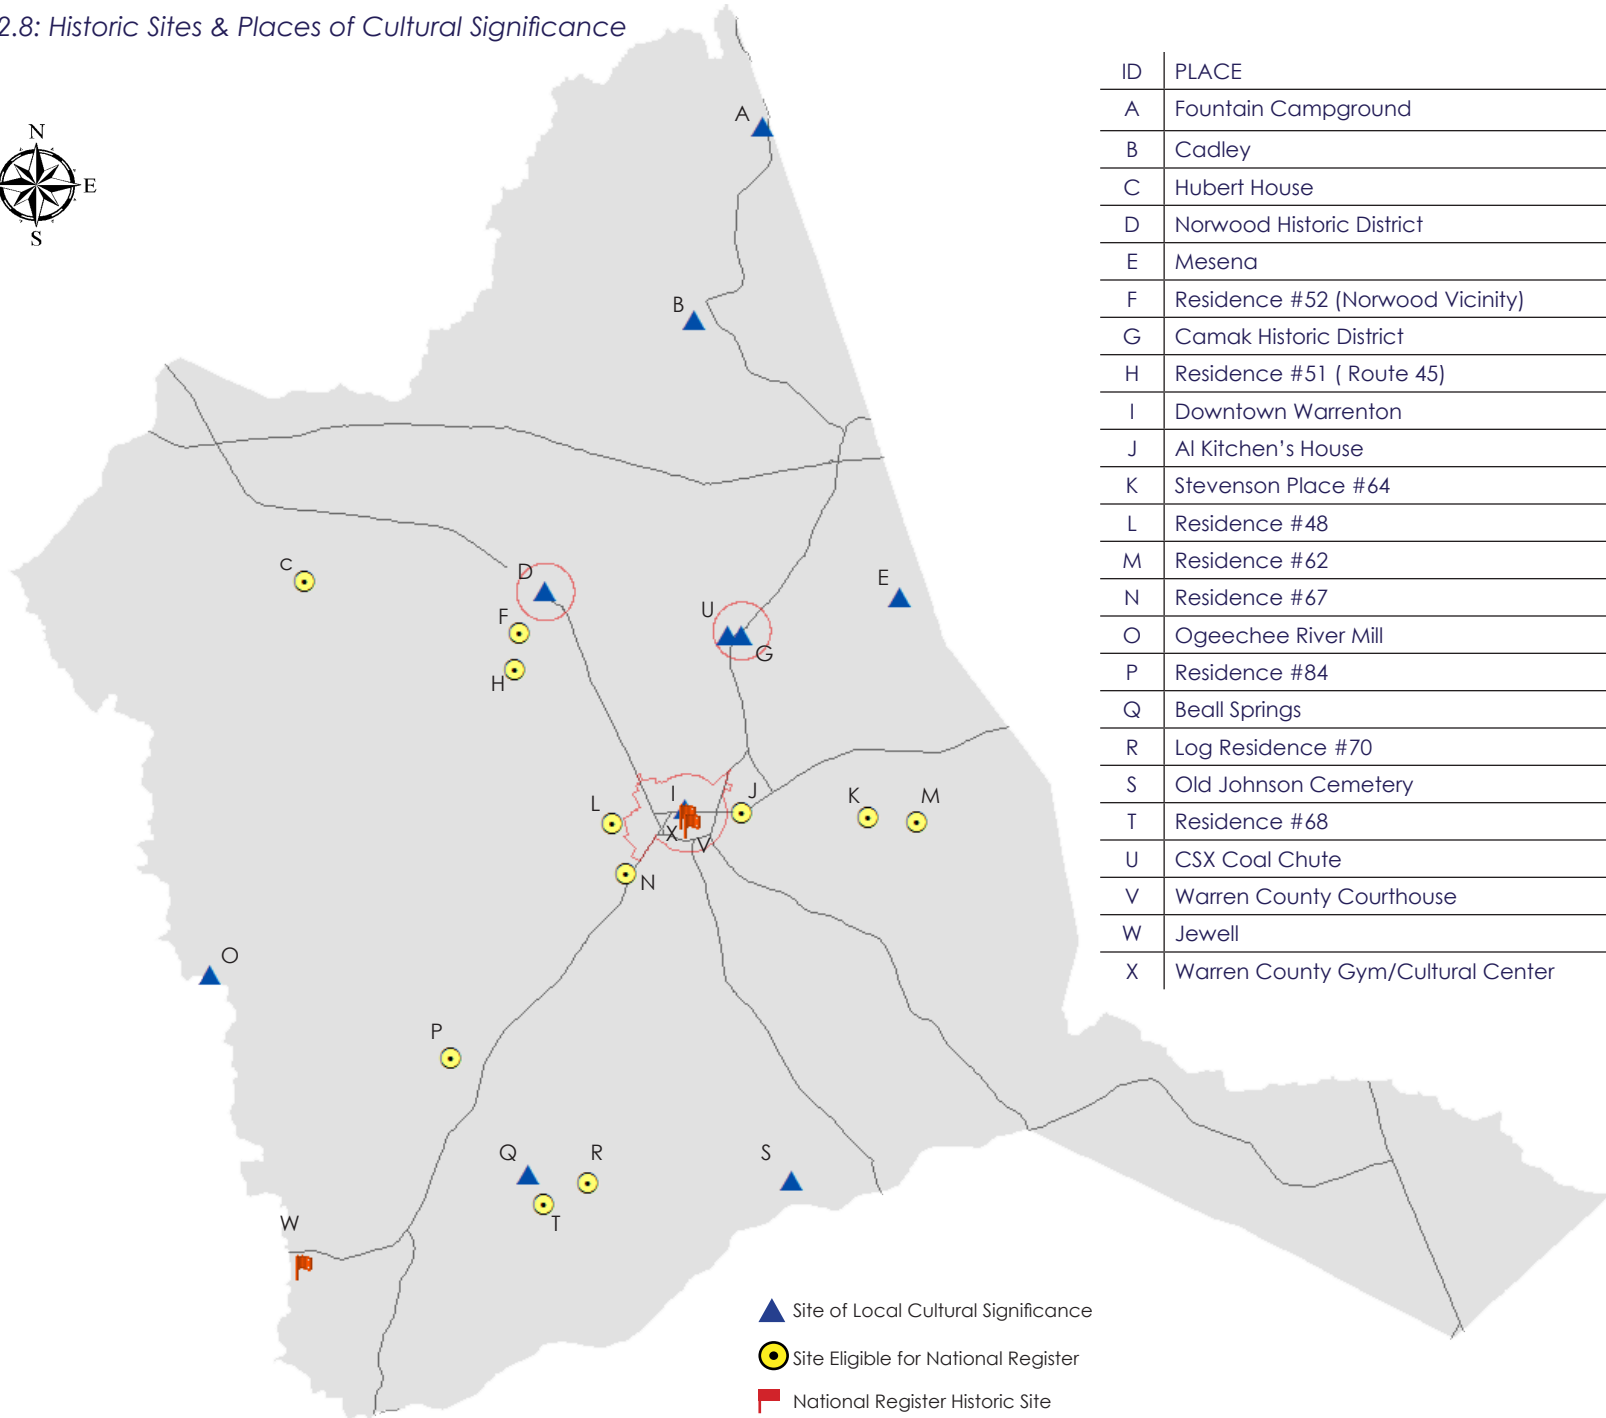 2.8: Historic Sites & Places of Cultural Significance
N
E
S
ID PLACE
A Fountain Campground
B Cadley
C Hubert House
D Norwood Historic District
E Mesena
F Residence #52 (Norwood Vicinity)
G Camak Historic District
H Residence #51 ( Route 45)
I Downtown Warrenton
J Al Kitchen's House
K Stevenson Place #64
L Residence #48
M Residence #62
N Residence #67
O Ogeechee River Mill
P Residence #84
Q Beall Springs
R Log Residence #70
S Old Johnson Cemetery
T Residence #68
U CSX Coal Chute
V Warren County Courthouse
W Jewell
X Warren County Gym/Cultural Center
A
B
C
D
E
F
U
G
H
I
J
K
M
L
X
V
N
O
P
Q
R
S
T
W
Site of Local Cultural Significance
Site Eligible for National Register
National Register Historic Site